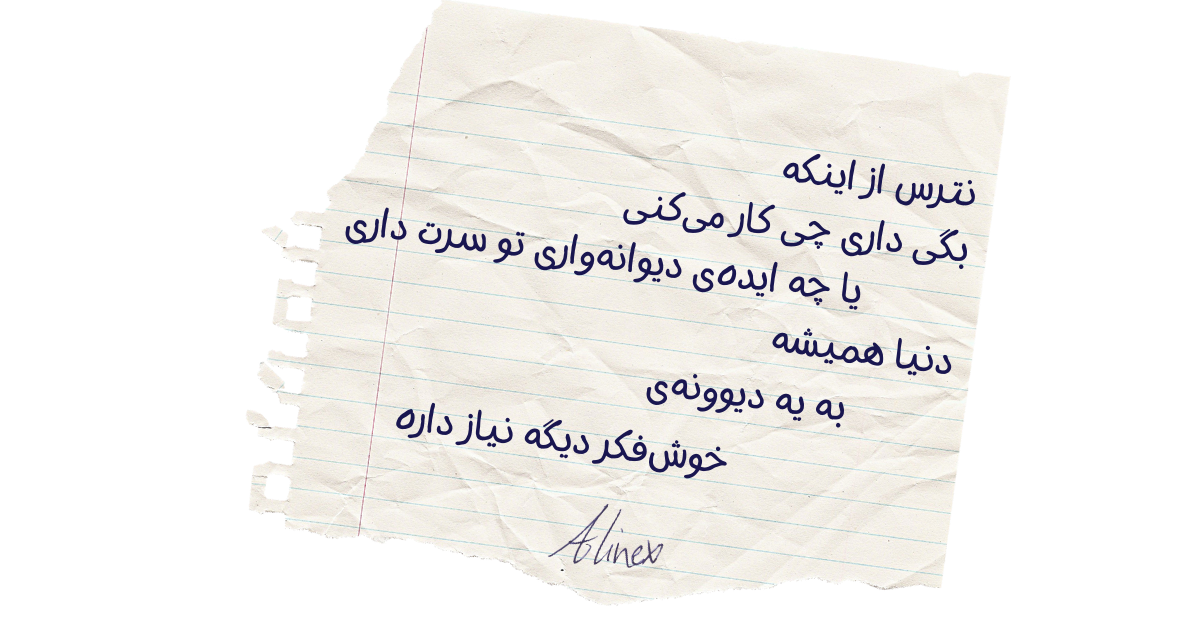 نترس از اینکه
بگی داری چی کار می‌کنی
یا چه ایده‌ی دیوانه‌واری تو سرت داری
دنیا همیشه
به یه دیوونه‌ی
خوش‌فکر دیگه نیاز داره
Alinex